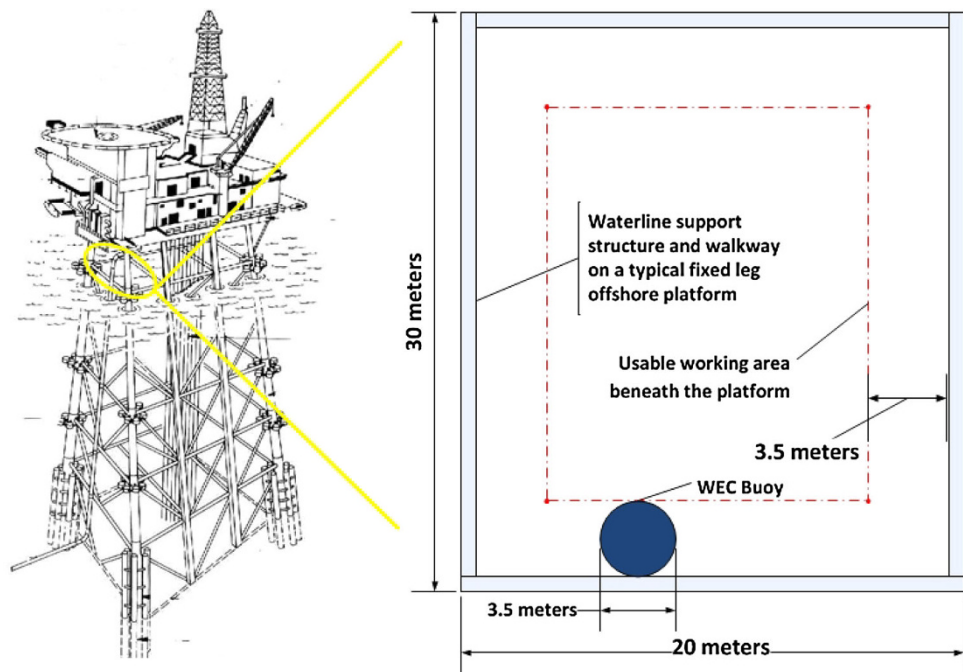 30 meters
Waterline support
structure and walkway
on a typical fixed leg
offshore platform
Usable working area
beneath the platform
3.5 meters
WEC Buoy
3.5 meters
20 meters